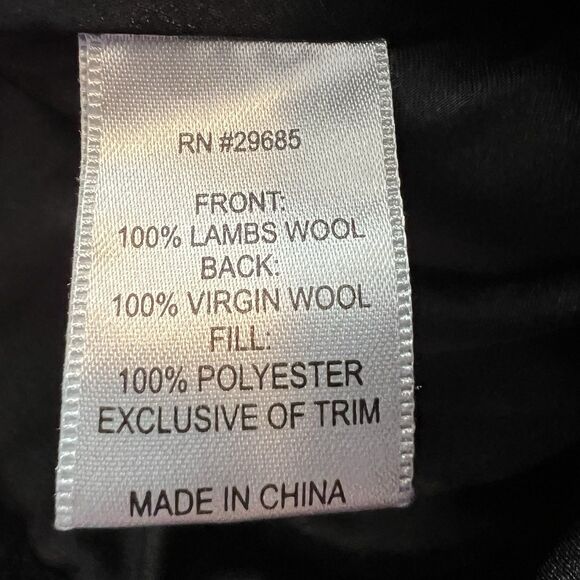 RN #29685
FRONT:
100% LAMBS WOOL
BACK:
100% VIRGIN WOOL
FILL:
100% POLYESTER
EXCLUSIVE OF TRIM
MADE IN CHINA